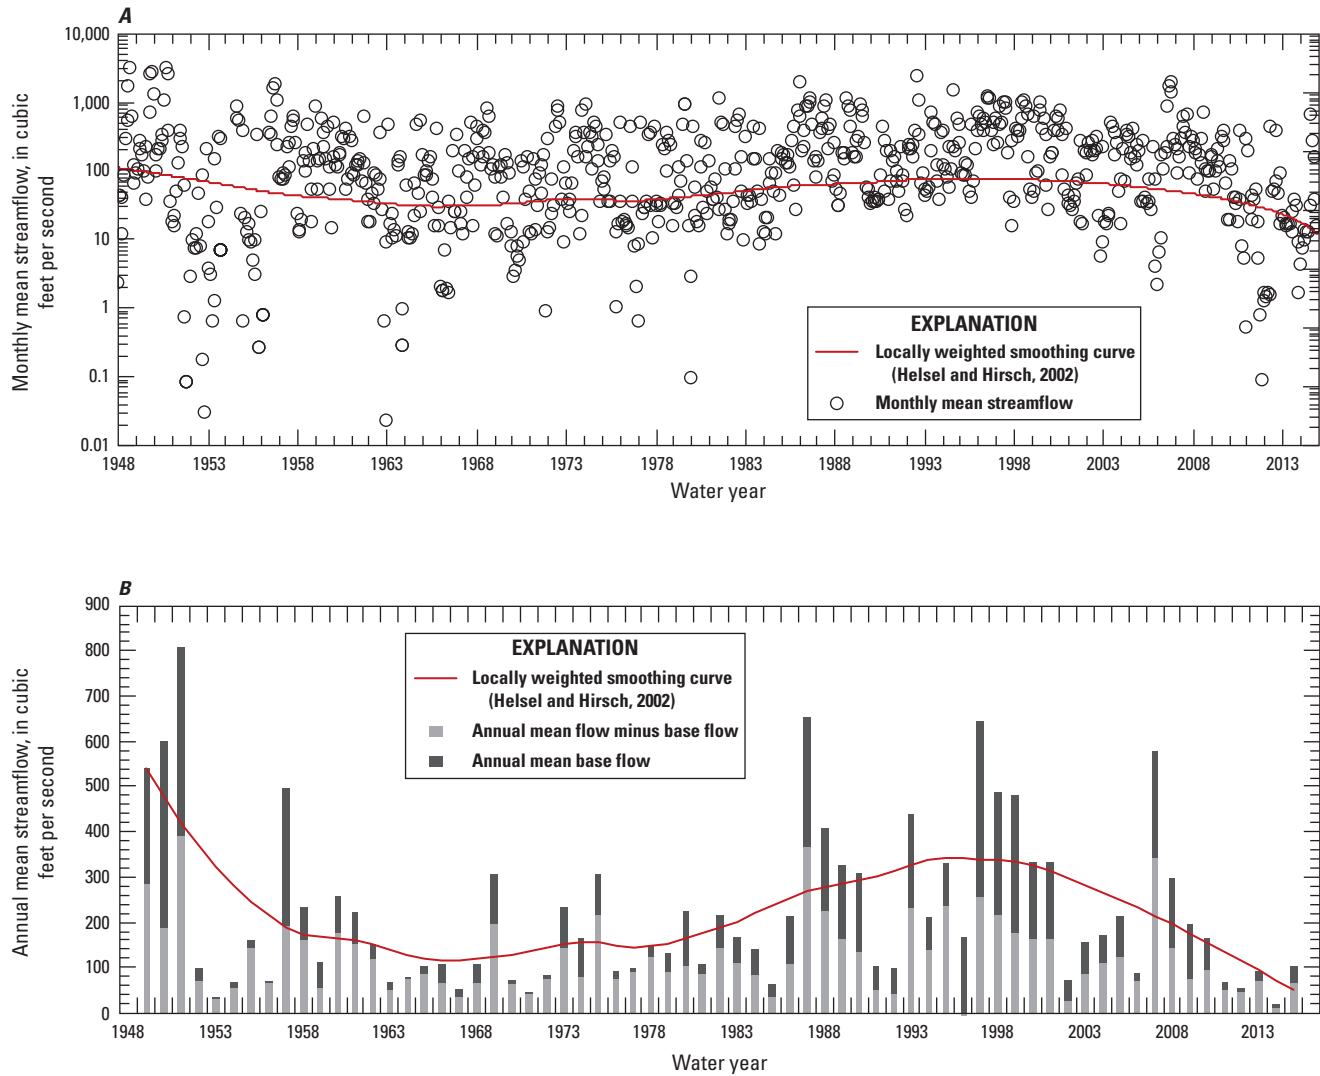 A
Monthly mean streamflow, in cubic
feet per second
10,000
1,000
100
10
1
0.1
0.01
EXPLANATION
Locally weighted smoothing curve
(Helsel and Hirsch, 2002)
Monthly mean streamflow
1948 1953 1958 1963 1968 1973 1978 1983 1988 1993 1998 2003 2008 2013
Water year
B
Annual mean streamflow, in cubic
feet per second
900
800
700
600
500
400
300
200
100
0
EXPLANATION
Locally weighted smoothing curve
(Helsel and Hirsch, 2002)
Annual mean flow minus base flow
Annual mean base flow
1948 1953 1958 1963 1968 1973 1978 1983 1988 1993 1998 2003 2008 2013
Water year